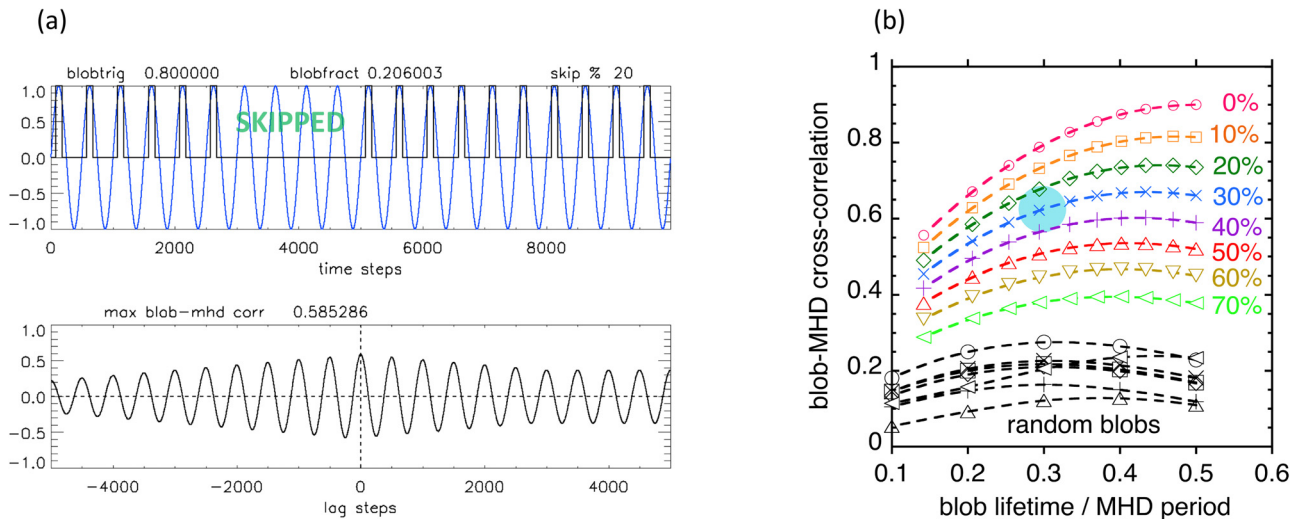 (a)
blobtrig 0.800000 blobfract 0.206003 skip % 20
1.0
0.5
0.0
−0.5
−1.0
SKIPPED
0 2000 4000 6000 8000
time steps
max blob−mhd corr 0.585286
1.0
0.5
0.0
−0.5
−1.0
−4000 −2000 0 2000 4000
lag steps
(b)
blob-MHD cross-correlation
1
0.8
0.6
0.4
0.2
0
0%
10%
20%
30%
40%
50%
60%
70%
random blobs
0.1 0.2 0.3 0.4 0.5 0.6
blob lifetime / MHD period